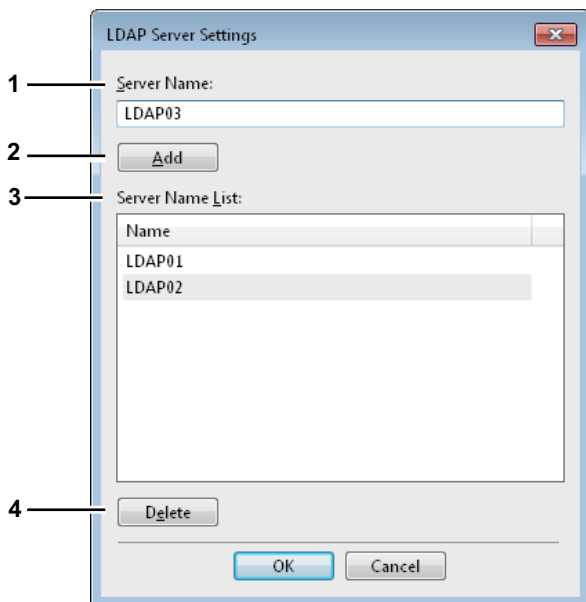 LDAP Server Settings
1 Server Name:
LDAP03
2 Add
3 Server Name List:
Name
LDAP01
LDAP02
4 Delete
OK Cancel